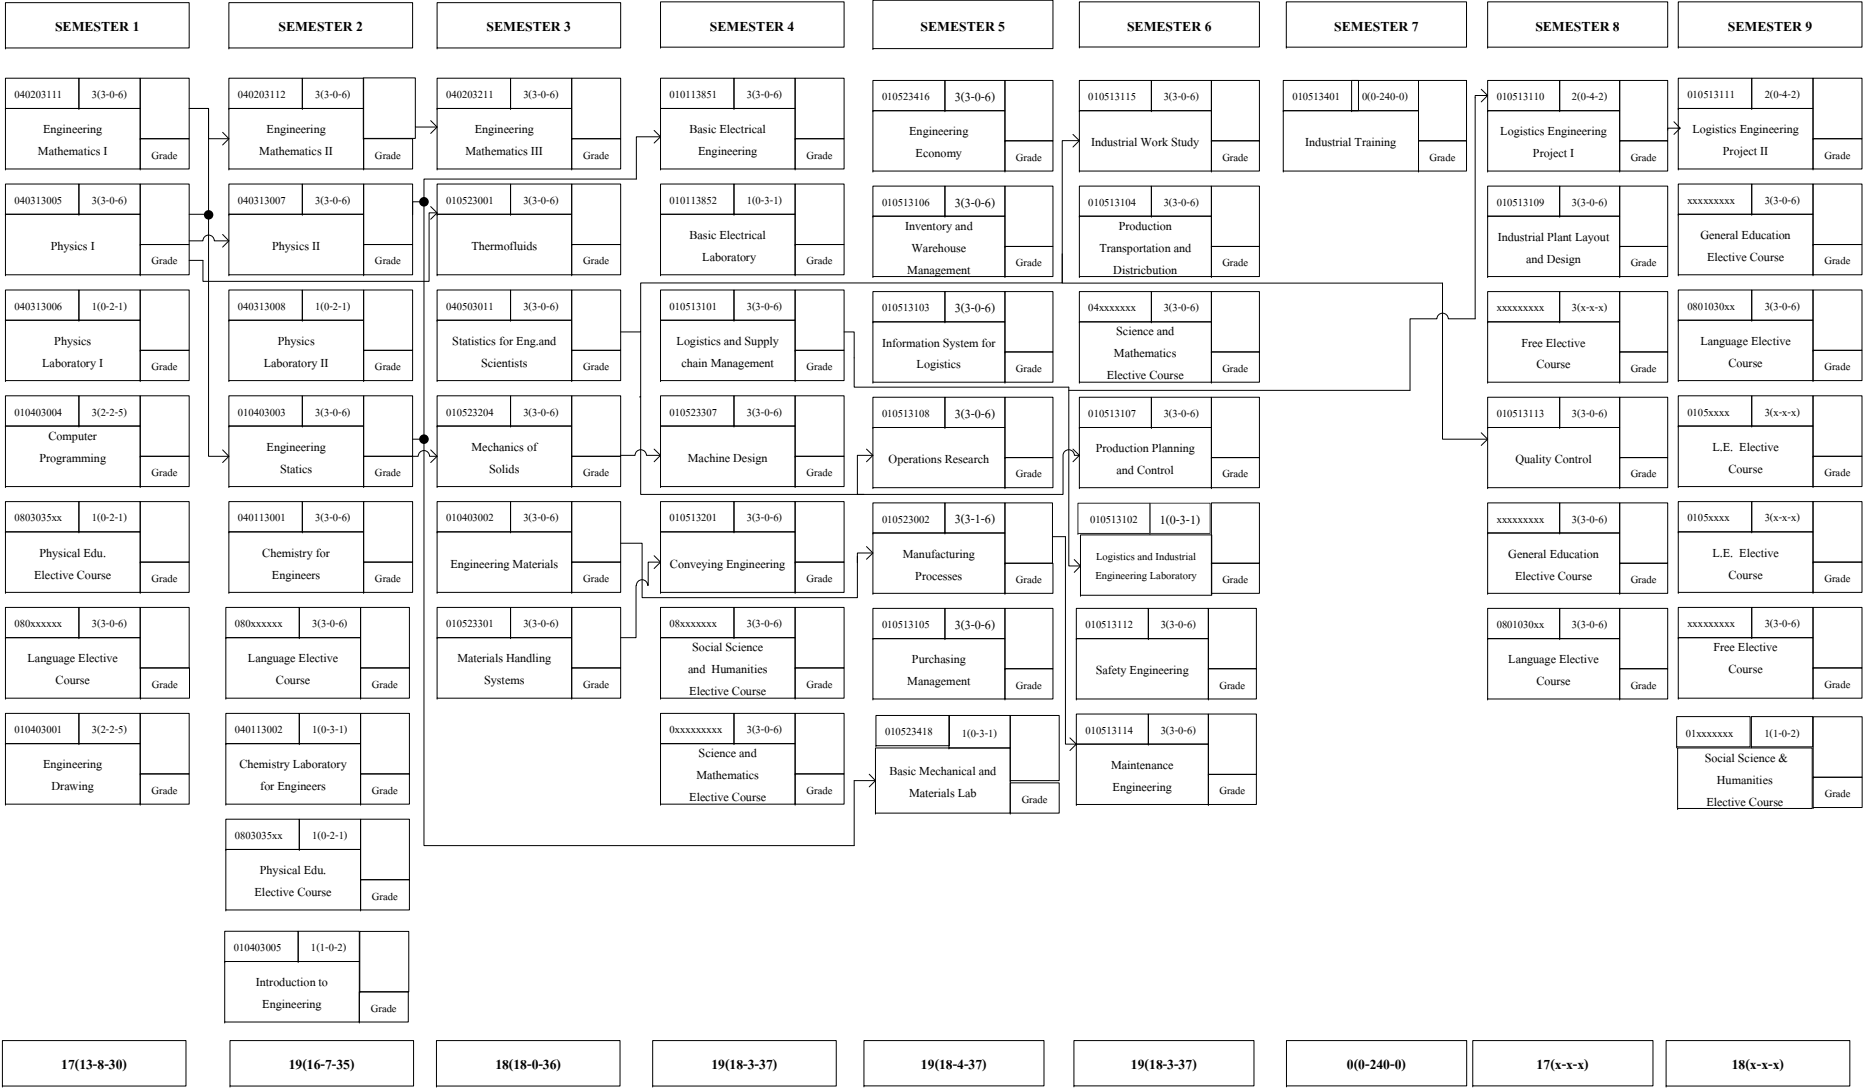 SEMESTER 1
040203111 3(3-0-6)
Engineering
Mathematics I
Grade
040313005 3(3-0-6)
Physics I
Grade
040313006 1(0-2-1)
Physics
Laboratory I
Grade
010403004 3(2-2-5)
Computer
Programming
Grade
0803035xx 1(0-2-1)
Physical Edu.
Elective Course
Grade
080xxxxxx 3(3-0-6)
Language Elective
Course
Grade
010403001 3(2-2-5)
Engineering
Drawing
Grade
17(13-8-30)
SEMESTER 2
040203112 3(3-0-6)
Engineering
Mathematics II
Grade
040313007 3(3-0-6)
Physics II
Grade
040313008 1(0-2-1)
Physics
Laboratory II
Grade
010403003 3(3-0-6)
Engineering
Statics
Grade
040113001 3(3-0-6)
Chemistry for
Engineers
Grade
080xxxxxx 3(3-0-6)
Language Elective
Course
Grade
040113002 1(0-3-1)
Chemistry Laboratory
for Engineers
Grade
0803035xx 1(0-2-1)
Physical Edu.
Elective Course
Grade
010403005 1(1-0-2)
Introduction to
Engineering
Grade
19(16-7-35)
SEMESTER 3
040203211 3(3-0-6)
Engineering
Mathematics III
Grade
010523001 3(3-0-6)
Thermofluids
Grade
040503011 3(3-0-6)
Statistics for Eng.and
Scientists
Grade
010523204 3(3-0-6)
Mechanics of
Solids
Grade
010403002 3(3-0-6)
Engineering Materials
Grade
010523301 3(3-0-6)
Materials Handling
Systems
Grade
18(18-0-36)
SEMESTER 4
010113851 3(3-0-6)
Basic Electrical
Engineering
Grade
010113852 1(0-3-1)
Basic Electrical
Laboratory
Grade
010513101 3(3-0-6)
Logistics and Supply
chain Management
Grade
010523307 3(3-0-6)
Machine Design
Grade
010513201 3(3-0-6)
Conveying Engineering
Grade
08xxxxxxx 3(3-0-6)
Social Science
and Humanities
Elective Course
Grade
0xxxxxxxxx 3(3-0-6)
Science and
Mathematics
Elective Course
Grade
19(18-3-37)
SEMESTER 5
010523416 3(3-0-6)
Engineering
Economy
Grade
010513106 3(3-0-6)
Inventory and
Warehouse
Management
Grade
010513103 3(3-0-6)
Information System for
Logistics
Grade
010513108 3(3-0-6)
Operations Research
Grade
010523002 3(3-1-6)
Manufacturing
Processes
Grade
010513105 3(3-0-6)
Purchasing
Management
Grade
010523418 1(0-3-1)
Basic Mechanical and
Materials Lab
Grade
19(18-4-37)
SEMESTER 6
010513115 3(3-0-6)
Industrial Work Study
Grade
010513104 3(3-0-6)
Production
Transportation and
Districbution
Grade
04xxxxxxx 3(3-0-6)
Science and
Mathematics
Elective Course
Grade
010513107 3(3-0-6)
Production Planning
and Control
Grade
010513102 1(0-3-1)
Logistics and Industrial
Engineering Laboratory
Grade
010513112 3(3-0-6)
Safety Engineering
Grade
010513114 3(3-0-6)
Maintenance
Engineering
Grade
19(18-3-37)
SEMESTER 7
010513401 0(0-240-0)
Industrial Training
Grade
0(0-240-0)
SEMESTER 8
010513110 2(0-4-2)
Logistics Engineering
Project I
Grade
010513109 3(3-0-6)
Industrial Plant Layout
and Design
Grade
xxxxxxxxx 3(x-x-x)
Free Elective
Course
Grade
010513113 3(3-0-6)
Quality Control
Grade
xxxxxxxxx 3(3-0-6)
General Education
Elective Course
Grade
0801030xx 3(3-0-6)
Language Elective
Course
Grade
17(x-x-x)
SEMESTER 9
010513111 2(0-4-2)
Logistics Engineering
Project II
Grade
xxxxxxxxx 3(3-0-6)
General Education
Elective Course
Grade
0801030xx 3(3-0-6)
Language Elective
Course
Grade
0105xxxx 3(x-x-x)
L.E. Elective
Course
Grade
0105xxxx 3(x-x-x)
L.E. Elective
Course
Grade
xxxxxxxxx 3(3-0-6)
Free Elective
Course
Grade
01xxxxxxx 1(1-0-2)
Social Science &
Humanities
Elective Course
Grade
18(x-x-x)